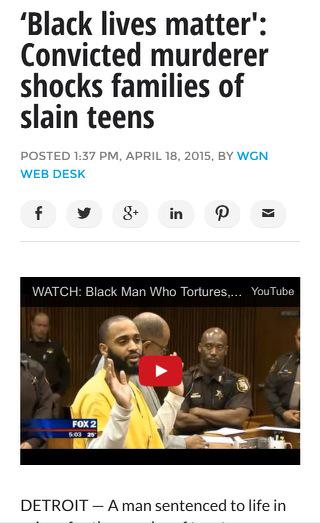 ‘Black lives matter':
Convicted murderer
shocks families of
slain teens
POSTED 1:37 PM, APRIL 18, 2015, BY WGN
WEB DESK
WATCH: Black Man Who Tortures,... YouTube
FOX 2
5:03 25°
DETROIT — A man sentenced to life in